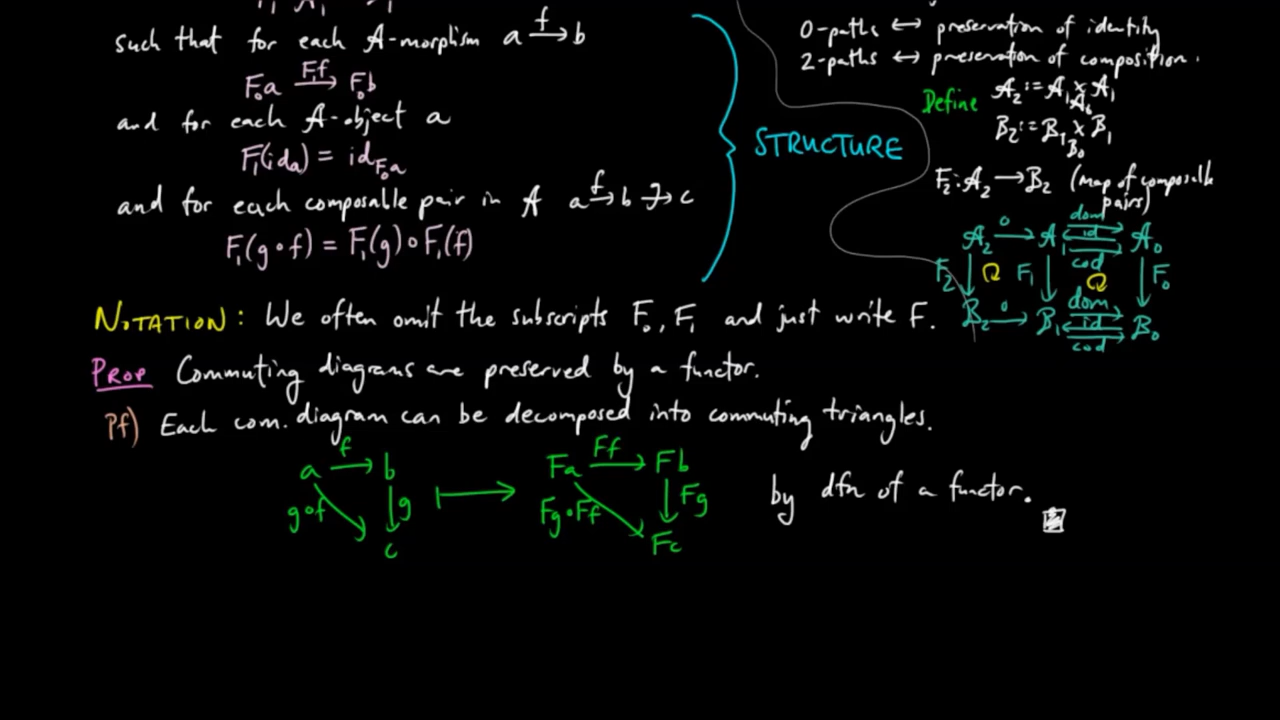 such that for each A-morphism a →f b
F₀a →F₁f F₀b
and for each A-object a
F₁(id_a) = id_F₀a
and for each composable pair in A a →f b →g c
F₁(g∘f) = F₁(g)∘F₁(f)
STRUCTURE
0-paths ↔ preservation of identity
2-paths ↔ preservation of composition.
Define A₂ := A₁ ×_A₀ A₁
B₂ := B₁ ×_B₀ B₁
F₂: A₂ → B₂ (map of composable
pairs)
dom
A₂ ∘ → A₁ id A₀
cod
F₂ F₁ F₀
dom
B₂ ∘ → B₁ id B₀
cod
NOTATION: We often omit the subscripts F₀, F₁ and just write F.
PROP Commuting diagrams are preserved by a functor.
Pf) Each com. diagram can be decomposed into commuting triangles.
a →f b
g∘f g
c
Fa →Ff Fb
Fg∘Ff Fg
Fc
by dfn of a functor.